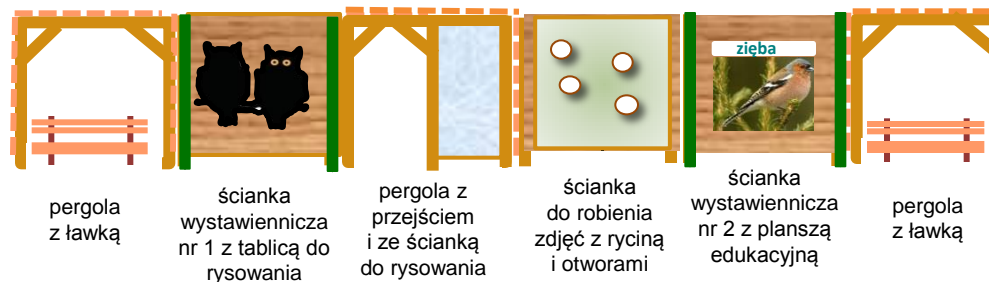 zięba
pergola
z ławką
ścianka
wystawiennicza
nr 1 z tablicą do
rysowania
pergola z
przejściem
i ze ścianką
do rysowania
ścianka
do robienia
zdjęć z ryciną
i otworami
ścianka
wystawiennicza
nr 2 z planszą
edukacyjną
pergola
z ławką